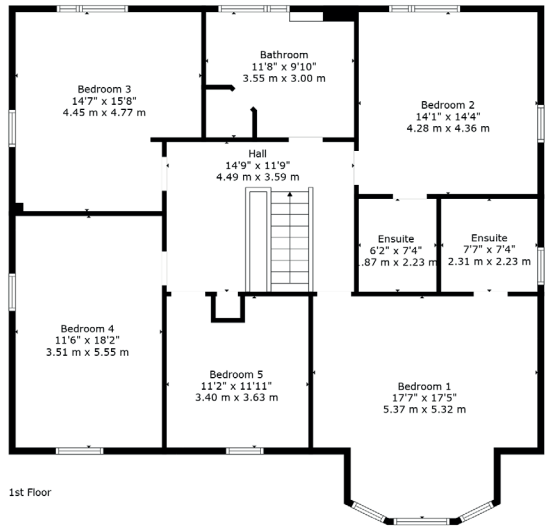 Bathroom
11'8" x 9'10"
3.55 m x 3.00 m
Bedroom 3
14'7" x 15'8"
4.45 m x 4.77 m
Bedroom 2
14'1" x 14'4"
4.28 m x 4.36 m
Hall
14'9" x 11'9"
4.49 m x 3.59 m
Ensuite
6'2" x 7'4"
.87 m x 2.23 m
Ensuite
7'7" x 7'4"
2.31 m x 2.23 m
Bedroom 4
11'6" x 18'2"
3.51 m x 5.55 m
Bedroom 5
11'2" x 11'11"
3.40 m x 3.63 m
Bedroom 1
17'7" x 17'5"
5.37 m x 5.32 m
1st Floor